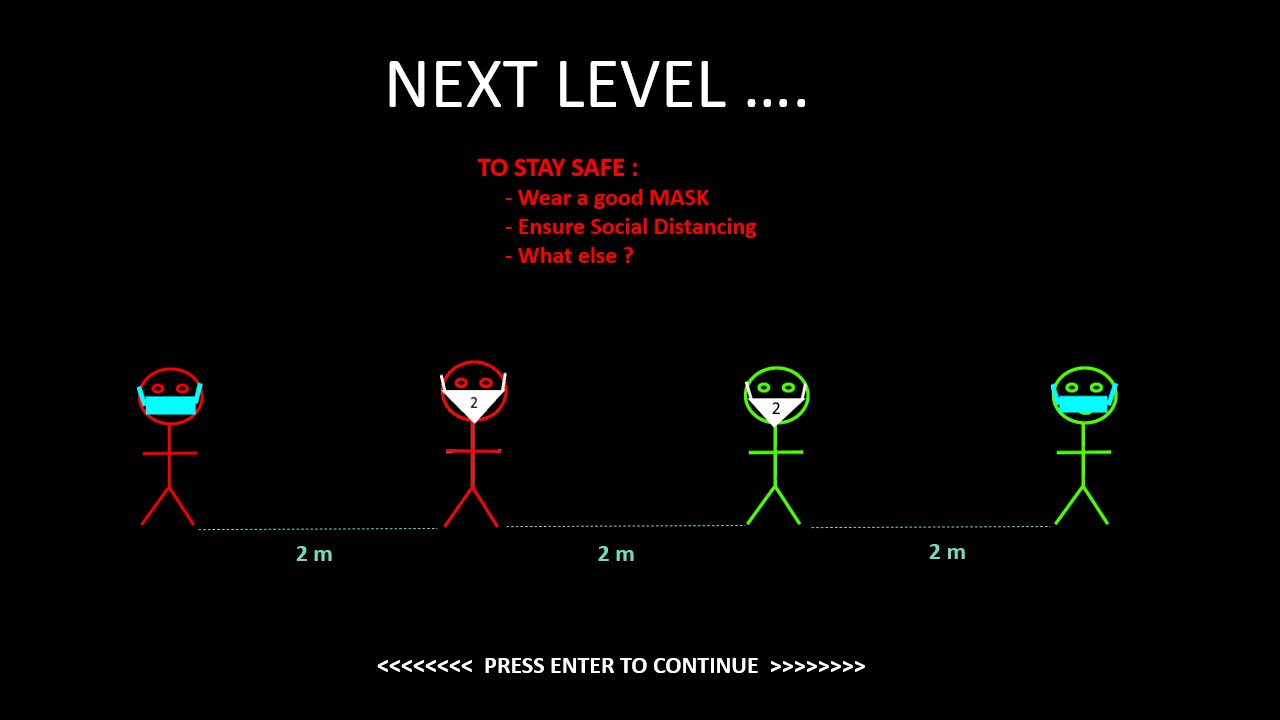 NEXT LEVEL ....
TO STAY SAFE :
- Wear a good MASK
- Ensure Social Distancing
- What else ?
2
2
2 m
2 m
2 m
<<<<<<<< PRESS ENTER TO CONTINUE >>>>>>>>